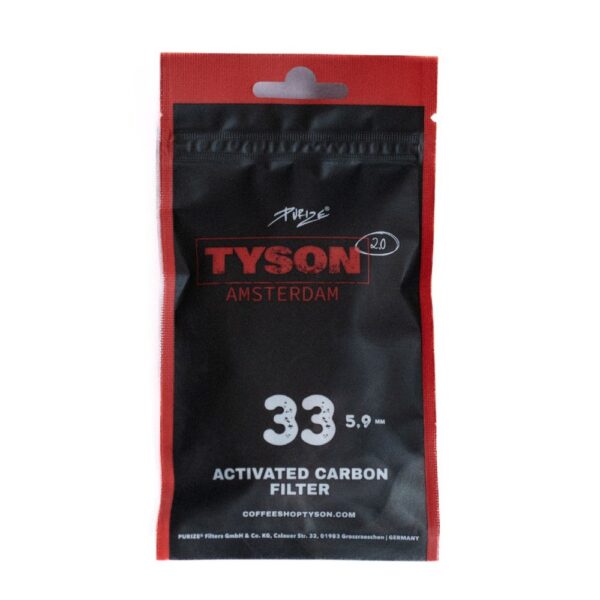 PURIZE®
TYSON 2.0
AMSTERDAM
33 5,9 MM
ACTIVATED CARBON
FILTER
COFFEESHOPTYSON.COM
PURIZE® Filters GmbH & Co. KG, Calauer Str. 33, 01983 Grossraeschen | GERMANY